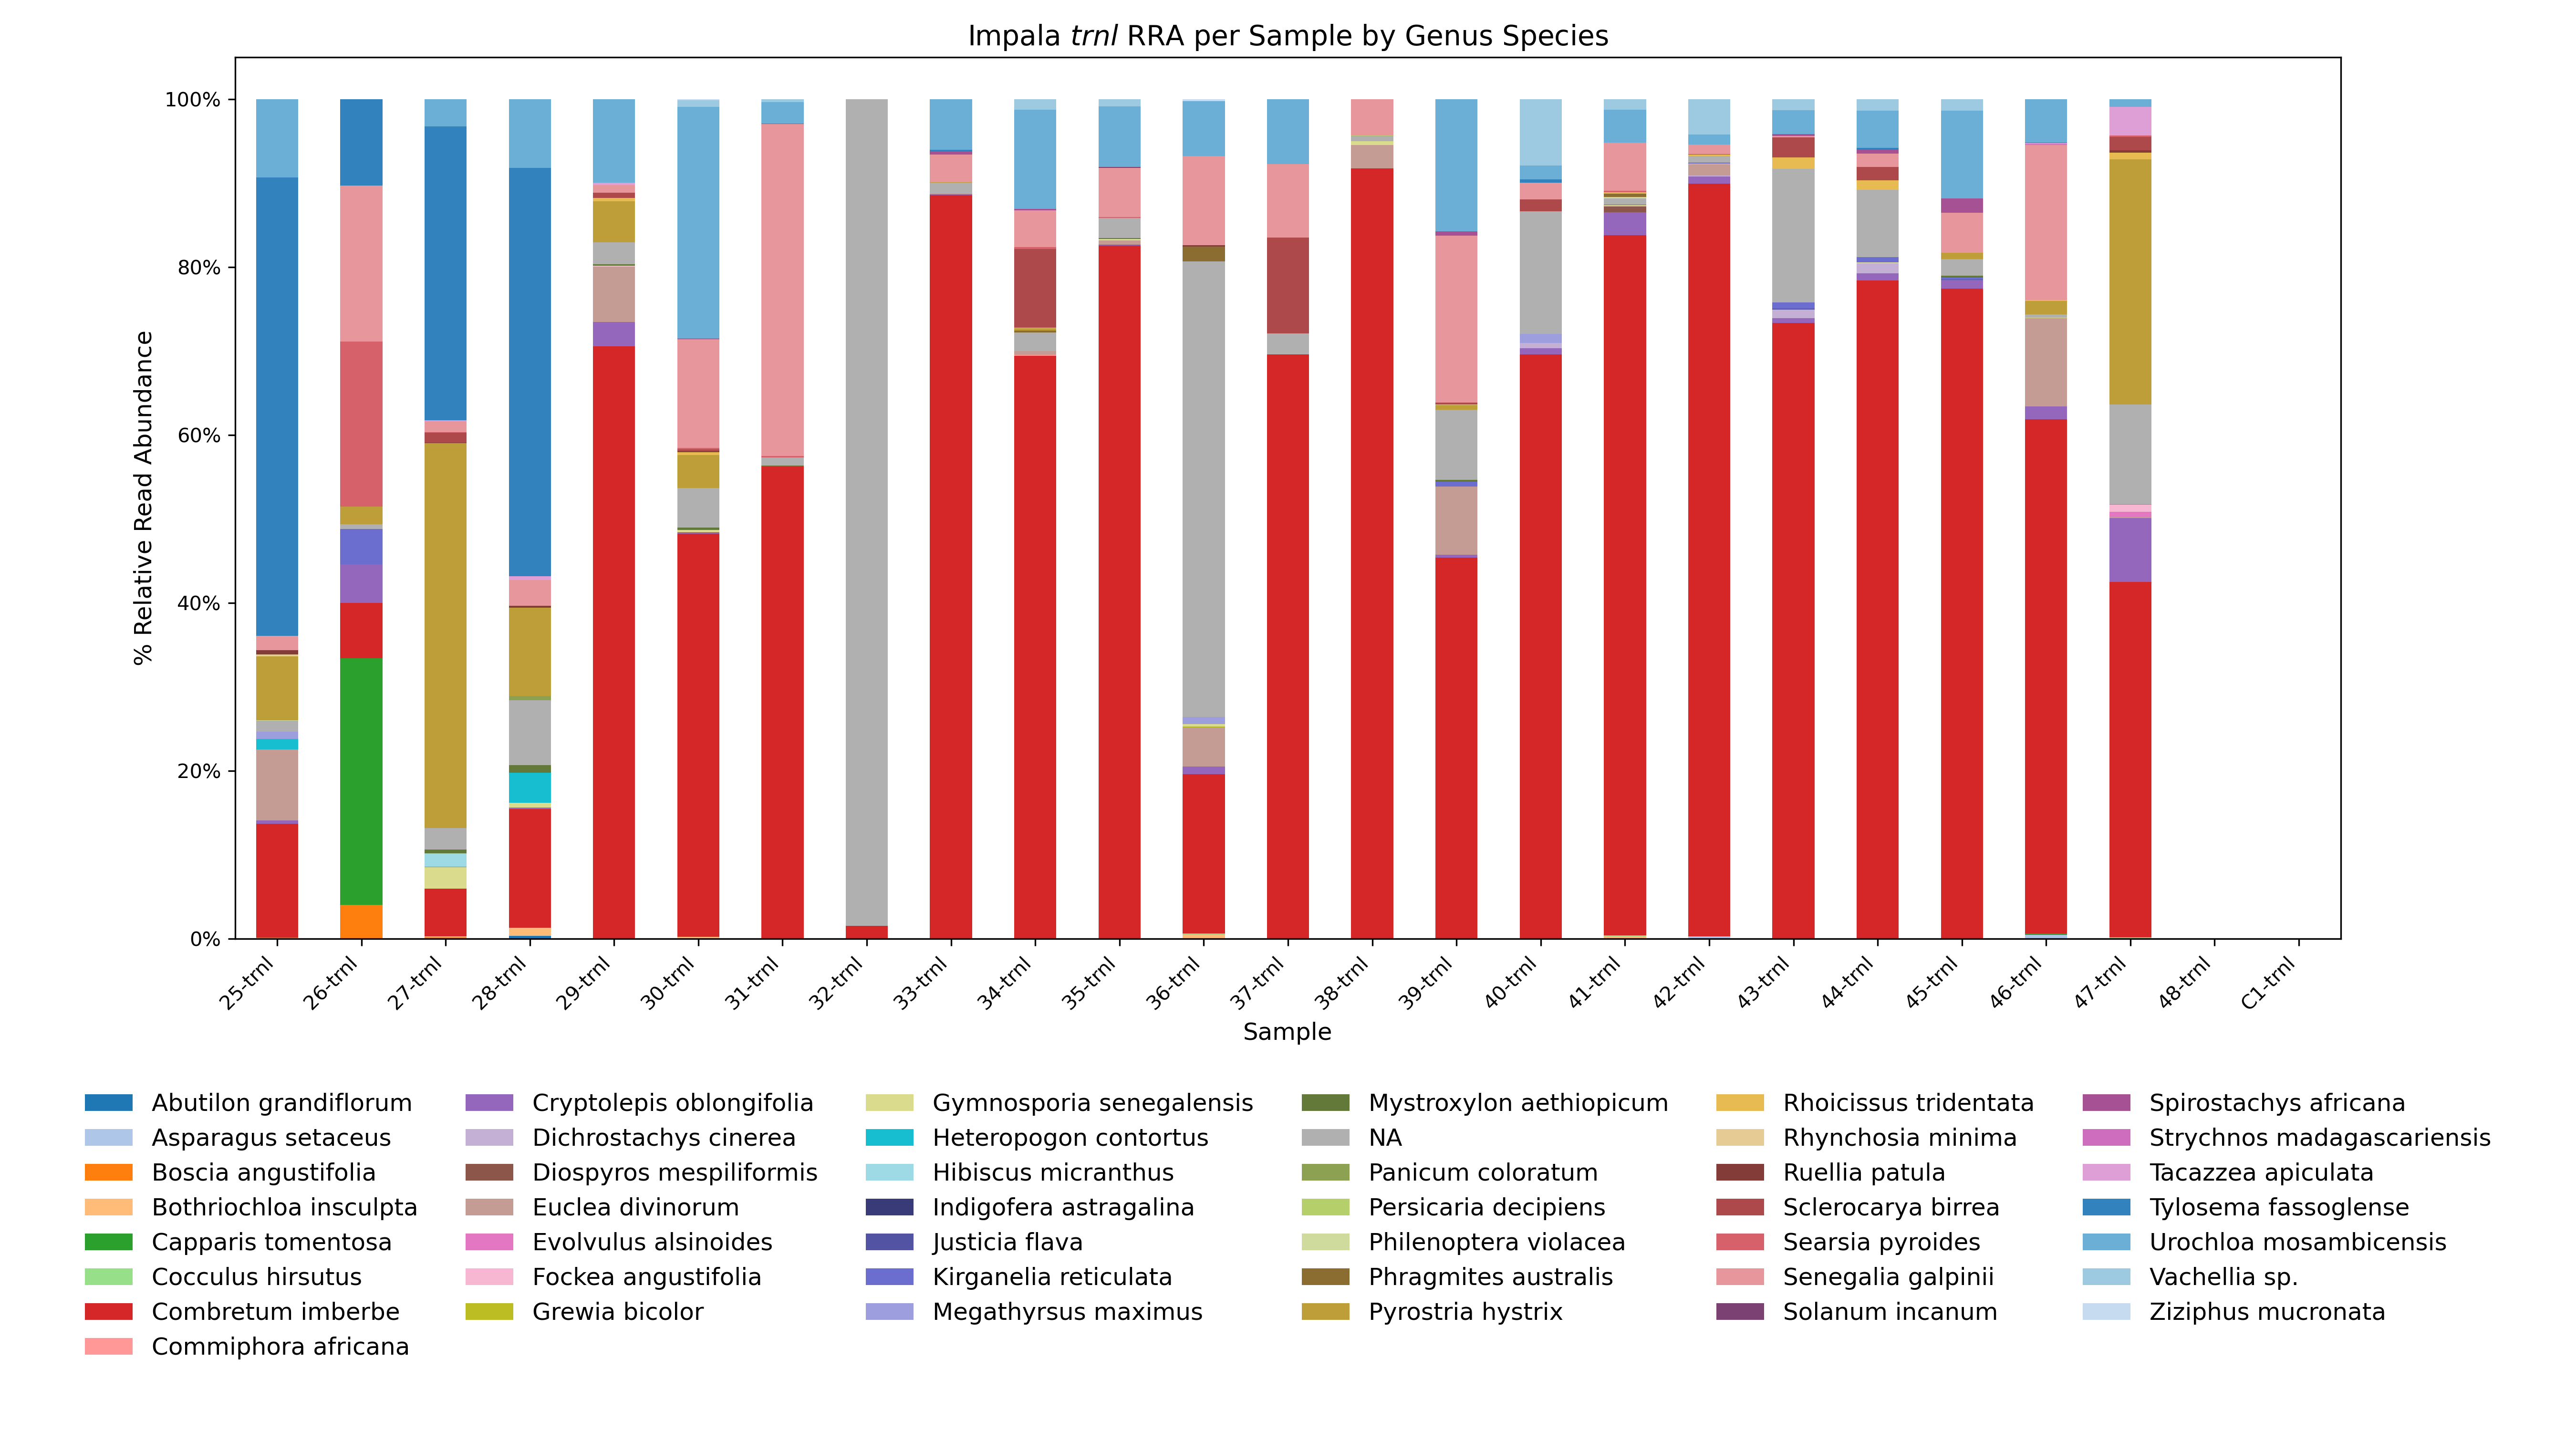 Impala trnl RRA per Sample by Genus Species
% Relative Read Abundance
100%
80%
60%
40%
20%
0%
25-trnl
26-trnl
27-trnl
28-trnl
29-trnl
30-trnl
31-trnl
32-trnl
33-trnl
34-trnl
35-trnl
36-trnl
37-trnl
38-trnl
39-trnl
40-trnl
41-trnl
42-trnl
43-trnl
44-trnl
45-trnl
46-trnl
47-trnl
48-trnl
C1-trnl
Sample
Abutilon grandiflorum
Asparagus setaceus
Boscia angustifolia
Bothriochloa insculpta
Capparis tomentosa
Cocculus hirsutus
Combretum imberbe
Commiphora africana
Cryptolepis oblongifolia
Dichrostachys cinerea
Diospyros mespiliformis
Euclea divinorum
Evolvulus alsinoides
Fockea angustifolia
Grewia bicolor
Gymnosporia senegalensis
Heteropogon contortus
Hibiscus micranthus
Indigofera astragalina
Justicia flava
Kirganelia reticulata
Megathyrsus maximus
Mystroxylon aethiopicum
NA
Panicum coloratum
Persicaria decipiens
Philenoptera violacea
Phragmites australis
Pyrostria hystrix
Rhoicissus tridentata
Rhynchosia minima
Ruellia patula
Sclerocarya birrea
Searsia pyroides
Senegalia galpinii
Solanum incanum
Spirostachys africana
Strychnos madagascariensis
Tacazzea apiculata
Tylosema fassoglense
Urochloa mosambicensis
Vachellia sp.
Ziziphus mucronata